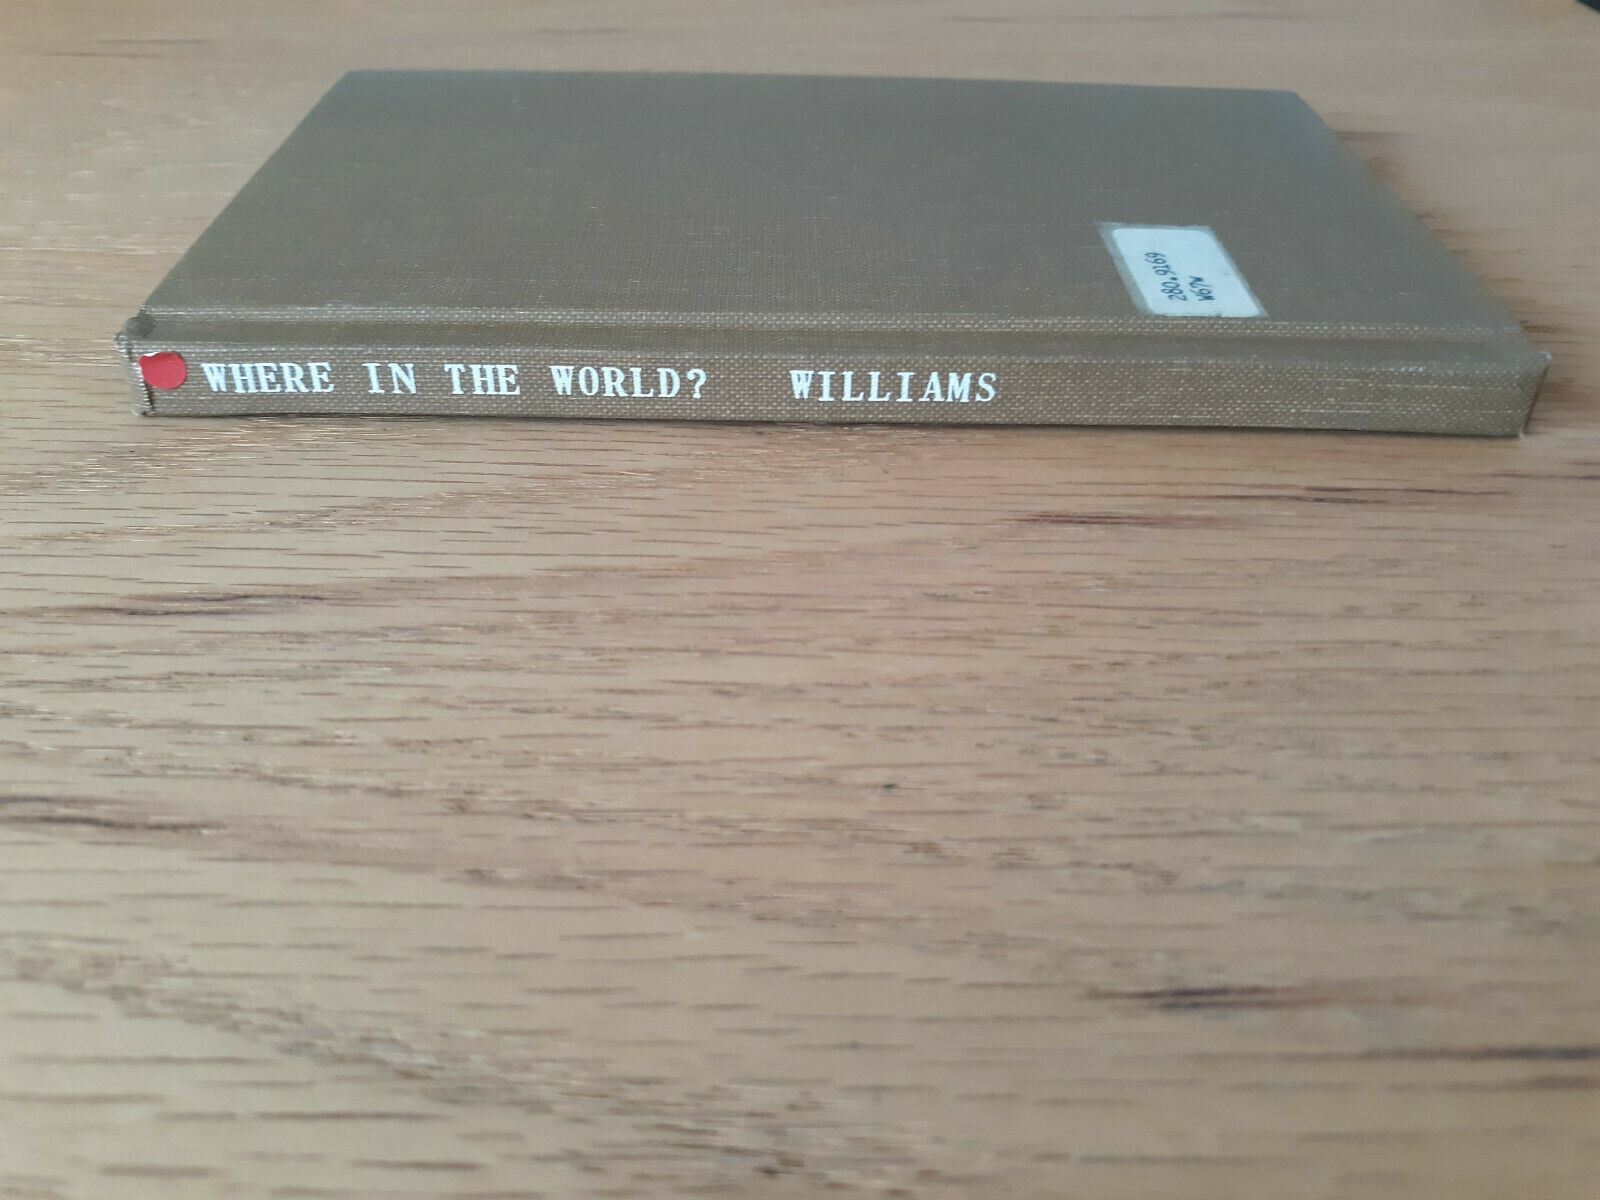 280.9169
W67w
WHERE IN THE WORLD? WILLIAMS